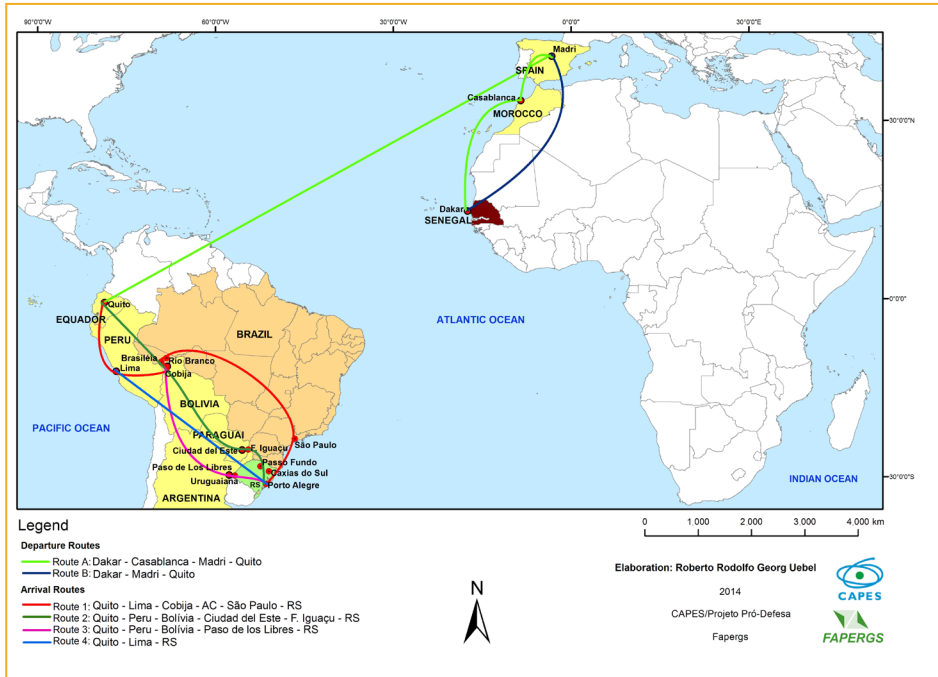 90°0'0"W 60°0'0"W 30°0'0"W 0°0'0" 30°0'0"E
Madri
SPAIN
Casablanca
MOROCCO
30°0'0"N
Dakar
SENEGAL
Quito
0°0'0"
EQUADOR
ATLANTIC OCEAN
BRAZIL
PERU
Brasiléia
Rio Branco
Lima
Cobija
BOLIVIA
PACIFIC OCEAN
PARAGUAI
São Paulo
Ciudad del Este
F. Iguaçu
Passo Fundo
Paso de Los Libres
Caxias do Sul
Uruguaiana
RS
Porto Alegre
30°0'0"S
INDIAN OCEAN
ARGENTINA
Legend
Departure Routes
Route A: Dakar - Casablanca - Madri - Quito
Route B: Dakar - Madri - Quito
Arrival Routes
Route 1: Quito - Lima - Cobija - AC - São Paulo - RS
Route 2: Quito - Peru - Bolívia - Ciudad del Este - F. Iguaçu - RS
Route 3: Quito - Peru - Bolívia - Paso de los Libres - RS
Route 4: Quito - Lima - RS
N
0 1.000 2.000 3.000 4.000 km
Elaboration: Roberto Rodolfo Georg Uebel
2014
CAPES/Projeto Pró-Defesa
Fapergs
CAPES
FAPERGS